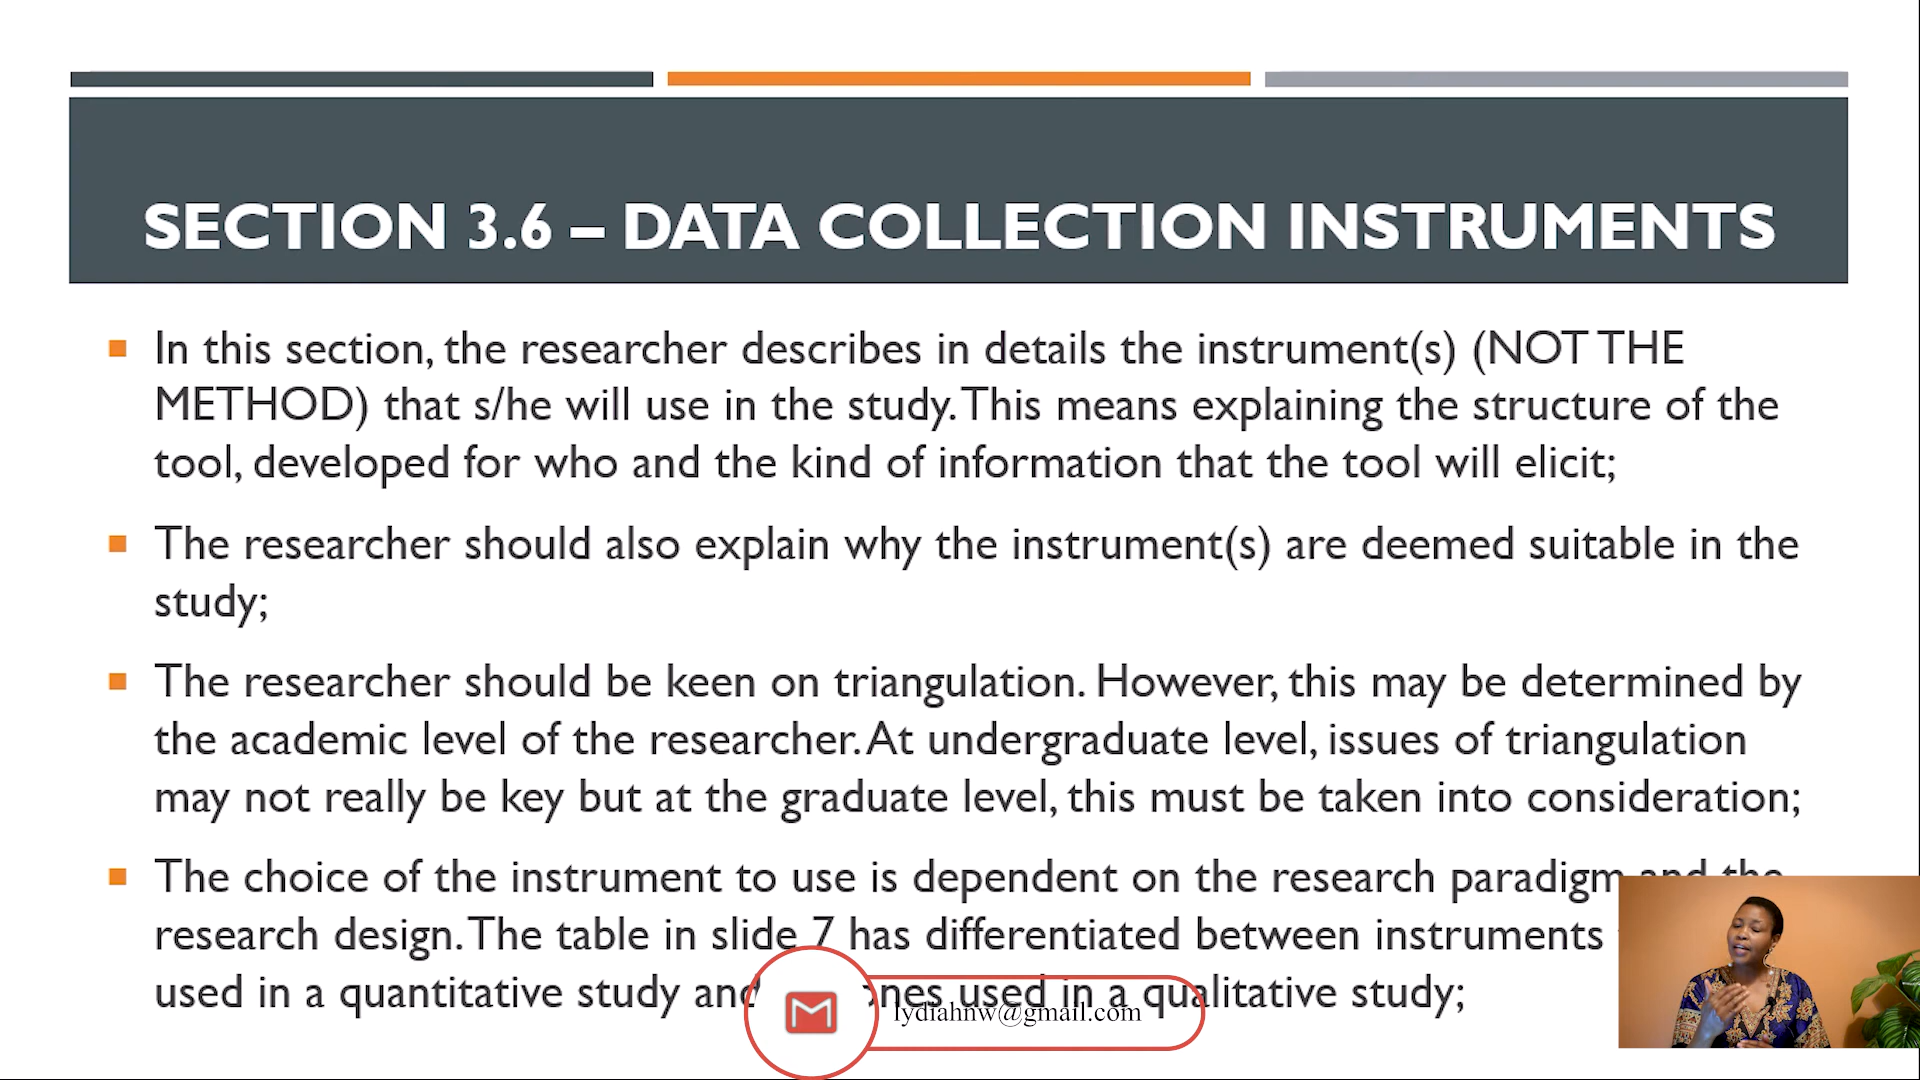 SECTION 3.6 – DATA COLLECTION INSTRUMENTS
In this section, the researcher describes in details the instrument(s) (NOT THE
METHOD) that s/he will use in the study. This means explaining the structure of the
tool, developed for who and the kind of information that the tool will elicit;
The researcher should also explain why the instrument(s) are deemed suitable in the
study;
The researcher should be keen on triangulation. However, this may be determined by
the academic level of the researcher. At undergraduate level, issues of triangulation
may not really be key but at the graduate level, this must be taken into consideration;
The choice of the instrument to use is dependent on the research paradigm and the
research design. The table in slide 7 has differentiated between instruments
used in a quantitative study and ones used in a qualitative study;
lydiahnw@gmail.com